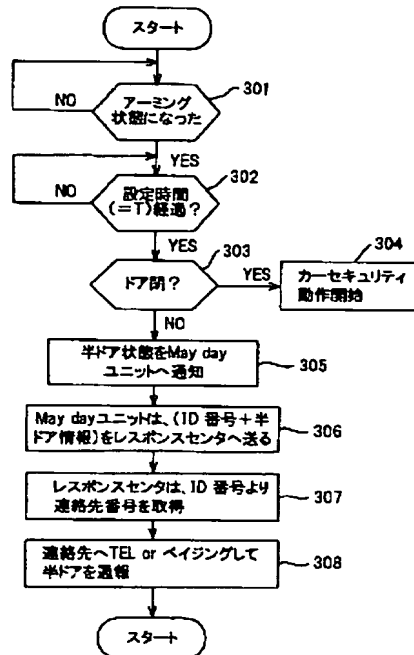 スタート
アーミング
状態になった
301
NO
YES
設定時間
(=T)経過?
302
NO
YES
ドア閉?
303
YES
304
カーセキュリティ
動作開始
NO
半ドア状態をMay day
ユニットへ通知
305
May dayユニットは、(ID 番号+半
ドア情報)をレスポンスセンタへ送る
306
レスポンスセンタは、ID 番号より
連絡先番号を取得
307
連絡先へTEL or ページングして
半ドアを通報
308
スタート